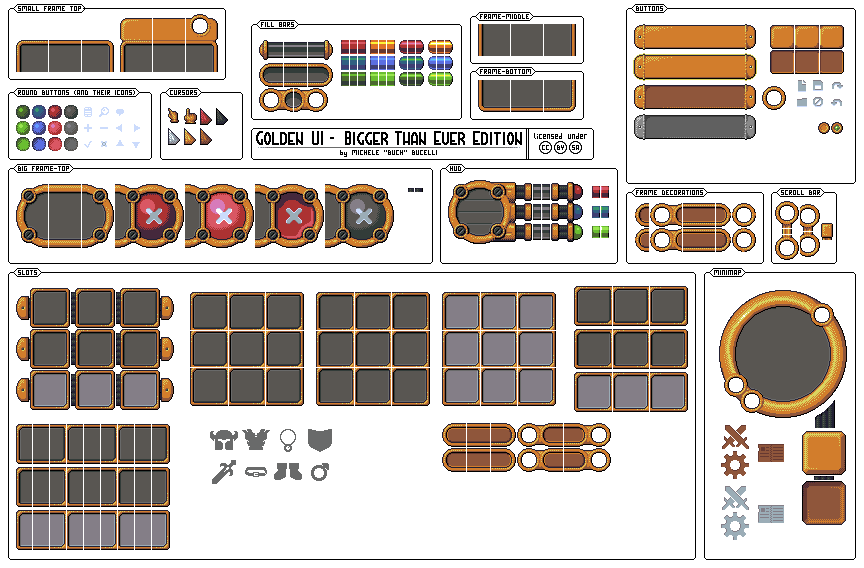 SMALL FRAME TOP
FILL BARS
FRAME-MIDDLE
BUTTONS
FRAME-BOTTOM
ROUND BUTTONS (AND THEIR ICONS)
CURSORS
GOLDEN UI - BIGGER THAN EVER EDITION
by MICHELE "BUCH" BUCELLI
licensed under
CC BY SA
BIG FRAME-TOP
HUD
FRAME DECORATIONS
SCROLL BAR
SLOTS
MINIMAP